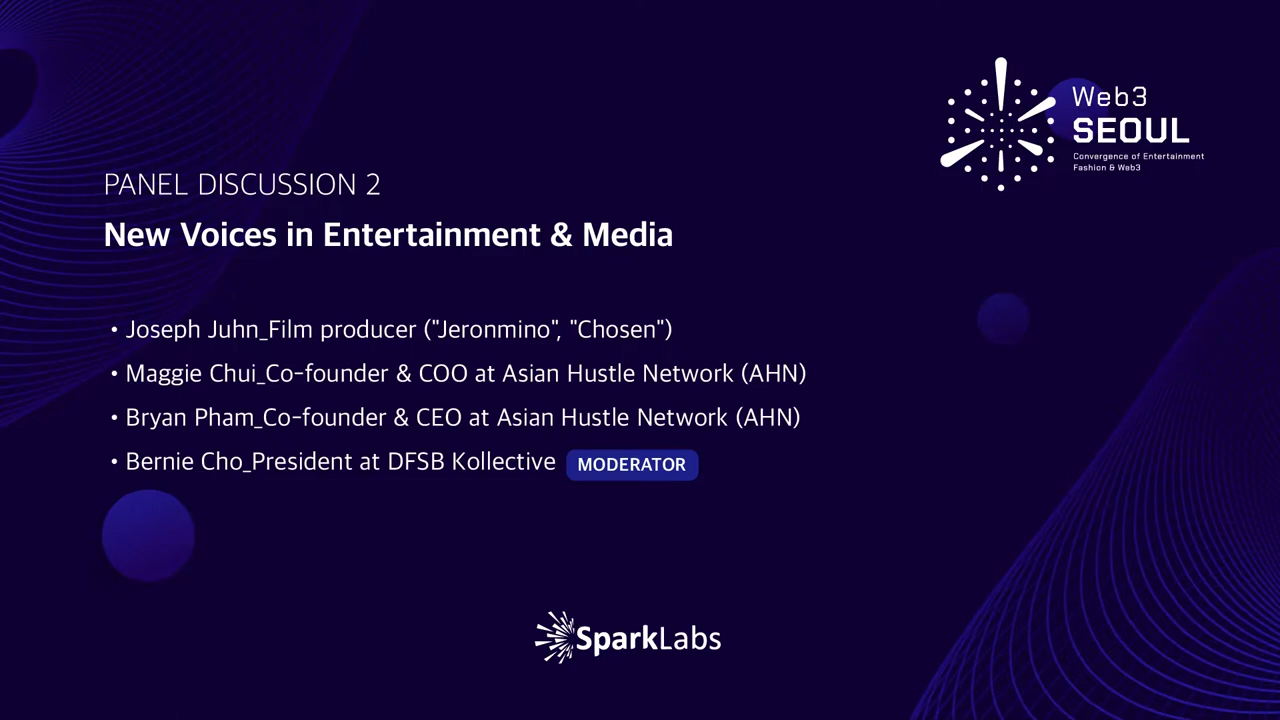 Web3
SEOUL
Convergence of Entertainment
Fashion & Web3
PANEL DISCUSSION 2
New Voices in Entertainment & Media
• Joseph Juhn_Film producer ("Jeronmino", "Chosen")
• Maggie Chui_Co-founder & COO at Asian Hustle Network (AHN)
• Bryan Pham_Co-founder & CEO at Asian Hustle Network (AHN)
• Bernie Cho_President at DFSB Kollective MODERATOR
SparkLabs